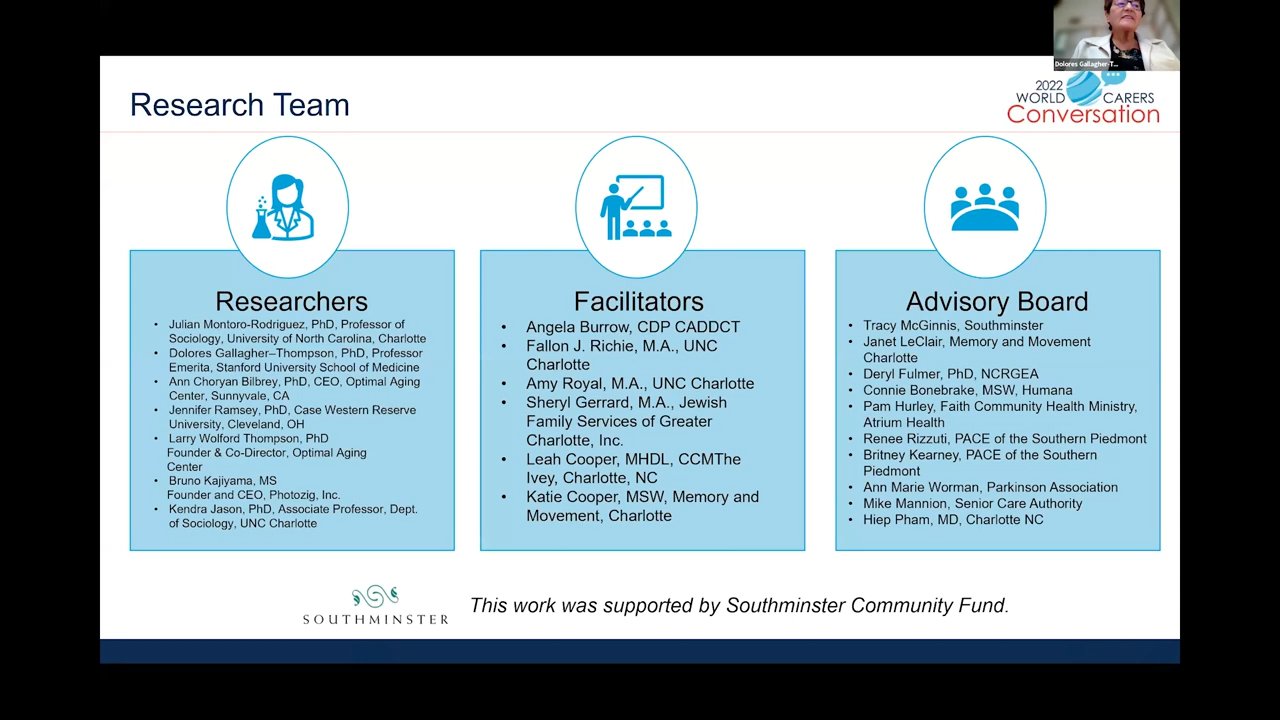 Dolores Gallagher-T...
Research Team
2022
WORLD CARERS
Conversation
Researchers
• Julian Montoro-Rodriguez, PhD, Professor of
Sociology, University of North Carolina, Charlotte
• Dolores Gallagher–Thompson, PhD, Professor
Emerita, Stanford University School of Medicine
• Ann Choryan Bilbrey, PhD, CEO, Optimal Aging
Center, Sunnyvale, CA
• Jennifer Ramsey, PhD, Case Western Reserve
University, Cleveland, OH
• Larry Wolford Thompson, PhD
Founder & Co-Director, Optimal Aging
Center
• Bruno Kajiyama, MS
Founder and CEO, Photozig, Inc.
• Kendra Jason, PhD, Associate Professor, Dept.
of Sociology, UNC Charlotte
Facilitators
• Angela Burrow, CDP CADDCT
• Fallon J. Richie, M.A., UNC
Charlotte
• Amy Royal, M.A., UNC Charlotte
• Sheryl Gerrard, M.A., Jewish
Family Services of Greater
Charlotte, Inc.
• Leah Cooper, MHDL, CCMThe
Ivey, Charlotte, NC
• Katie Cooper, MSW, Memory and
Movement, Charlotte
Advisory Board
• Tracy McGinnis, Southminster
• Janet LeClair, Memory and Movement
Charlotte
• Deryl Fulmer, PhD, NCRGEA
• Connie Bonebrake, MSW, Humana
• Pam Hurley, Faith Community Health Ministry,
Atrium Health
• Renee Rizzuti, PACE of the Southern Piedmont
• Britney Kearney, PACE of the Southern
Piedmont
• Ann Marie Worman, Parkinson Association
• Mike Mannion, Senior Care Authority
• Hiep Pham, MD, Charlotte NC
SOUTHMINSTER
This work was supported by Southminster Community Fund.